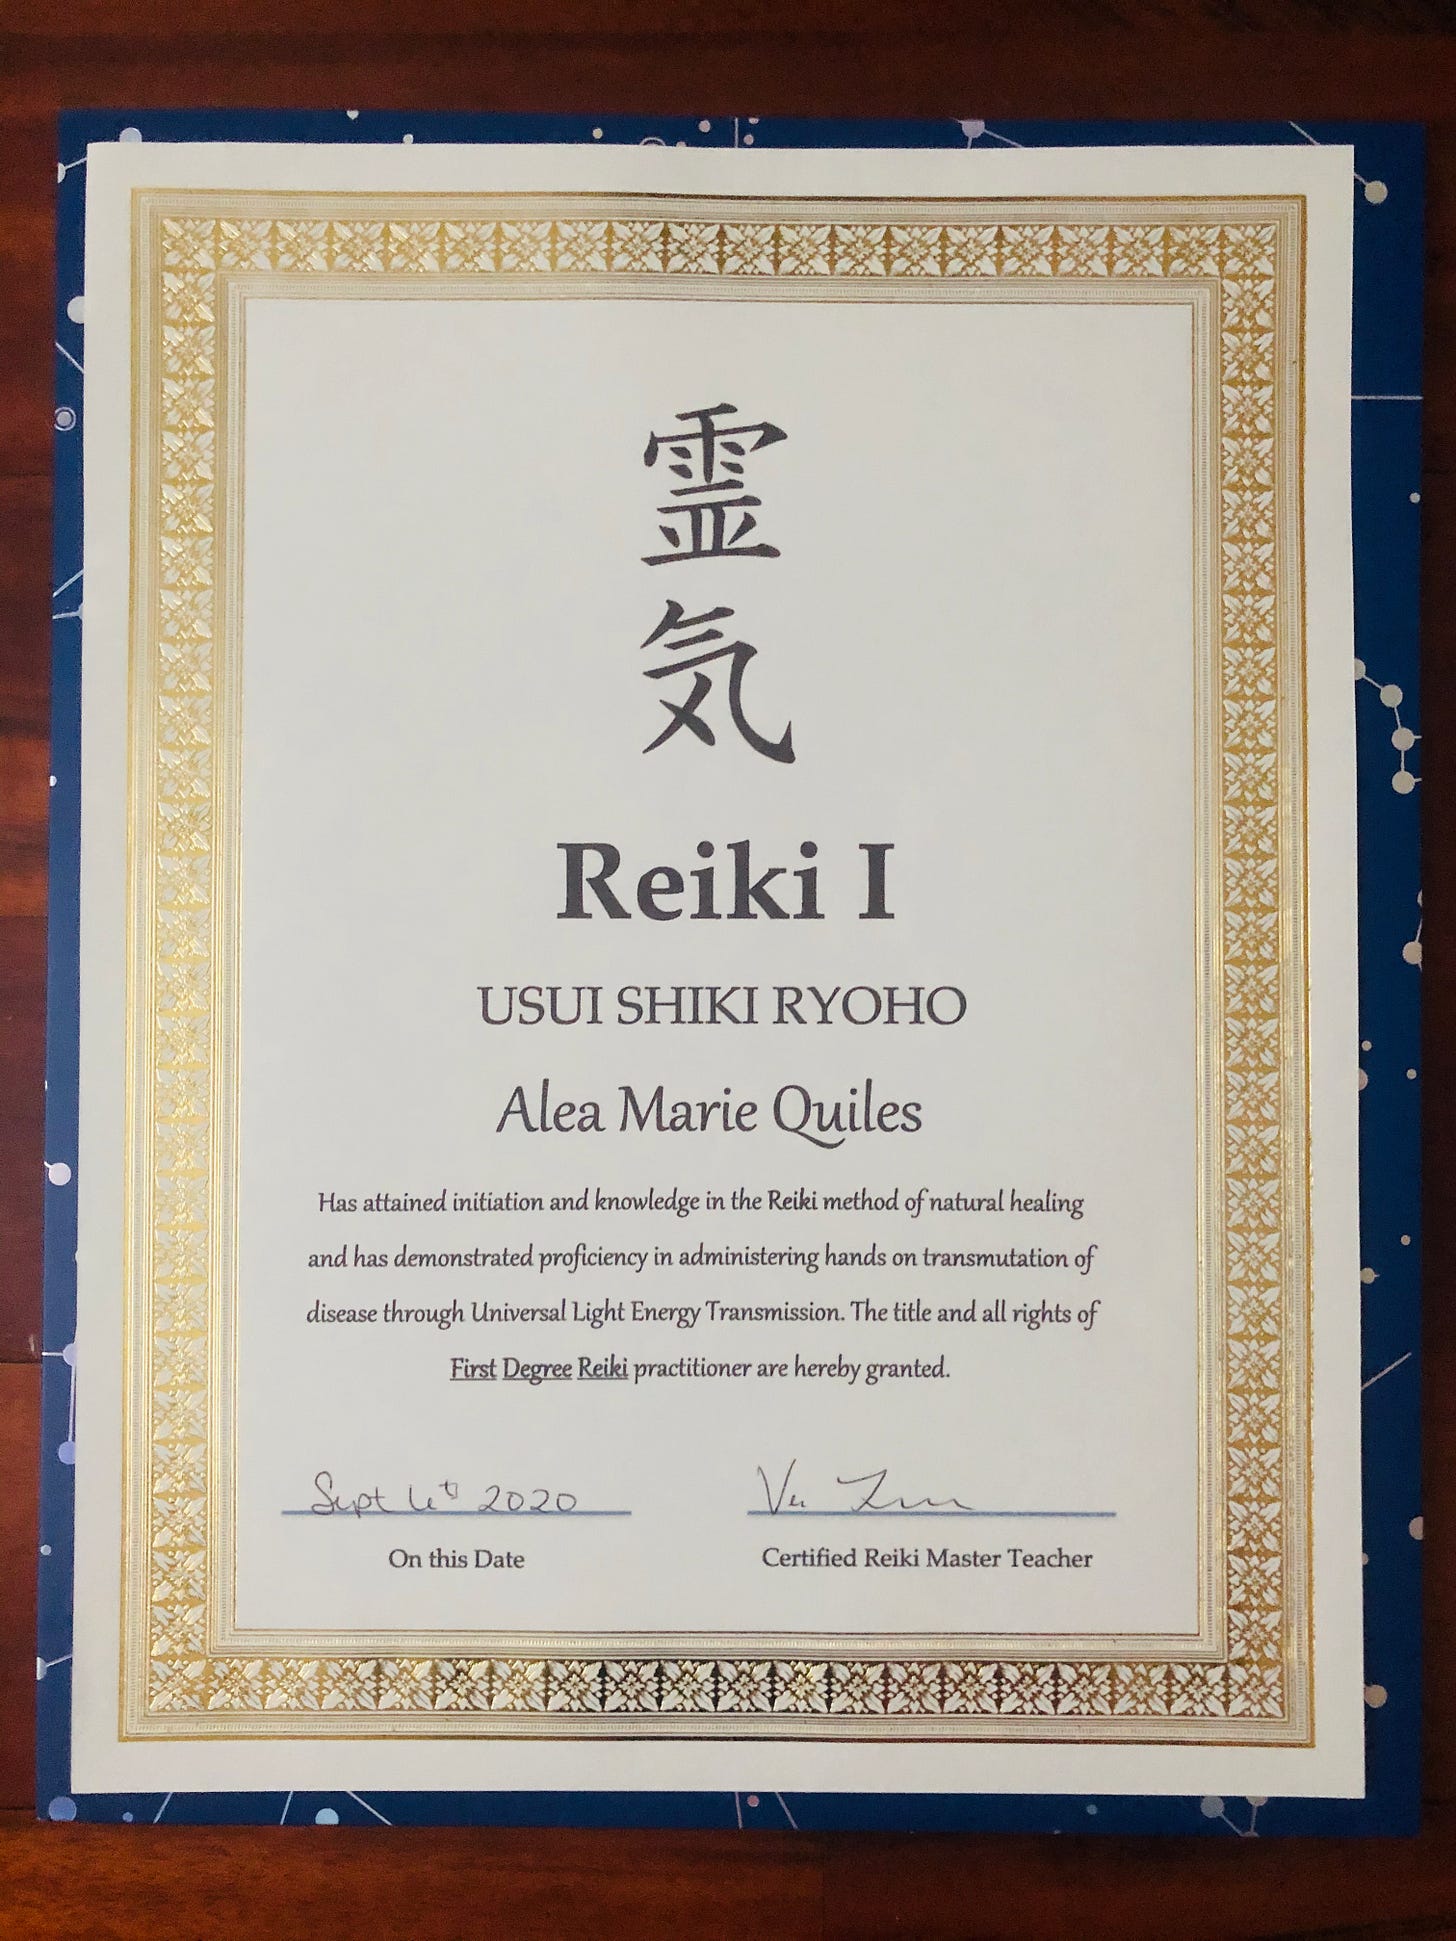 霊
気
Reiki I
USUI SHIKI RYOHO
Alea Marie Quiles
Has attained initiation and knowledge in the Reiki method of natural healing
and has demonstrated proficiency in administering hands on transmutation of
disease through Universal Light Energy Transmission. The title and all rights of
First Degree Reiki practitioner are hereby granted.
Sept 2020
On this Date
Certified Reiki Master Teacher